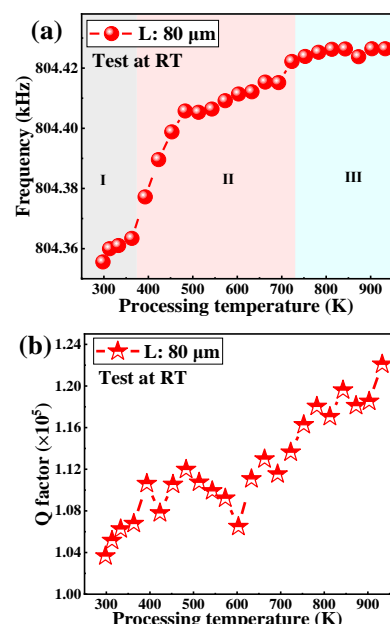 (a)
L: 80 μm
Test at RT
804.42
804.40
804.38
804.36
Frequency (kHz)
I
II
III
300 400 500 600 700 800 900
Processing temperature (K)
(b)
L: 80 μm
Test at RT
1.24
1.20
1.16
1.12
1.08
1.04
1.00
Q factor (×10⁵)
300 400 500 600 700 800 900
Processing temperature (K)